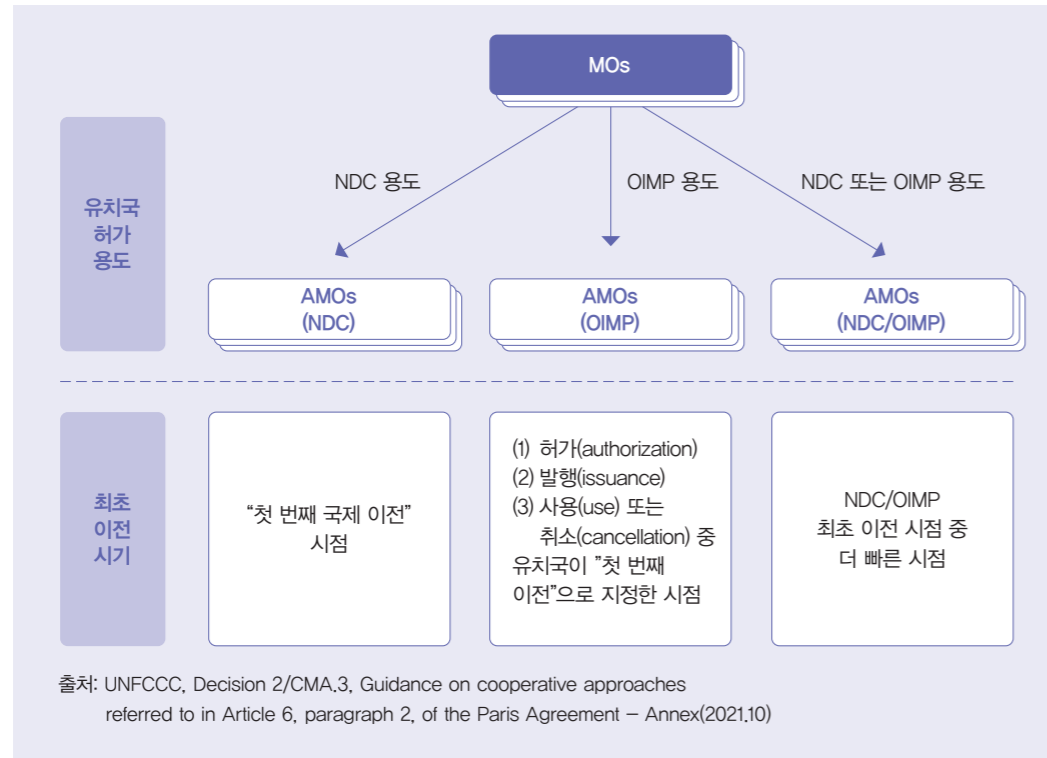 MOs
NDC 용도
OIMP 용도
NDC 또는 OIMP 용도
유치국
허가
용도
AMOs
(NDC)
AMOs
(OIMP)
AMOs
(NDC/OIMP)
최초
이전
시기
“첫 번째 국제 이전”
시점
(1) 허가(authorization)
(2) 발행(issuance)
(3) 사용(use) 또는
취소(cancellation) 중
유치국이 ”첫 번째
이전”으로 지정한 시점
NDC/OIMP
최초 이전 시점 중
더 빠른 시점
출처: UNFCCC, Decision 2/CMA.3, Guidance on cooperative approaches
referred to in Article 6, paragraph 2, of the Paris Agreement – Annex(2021.10)